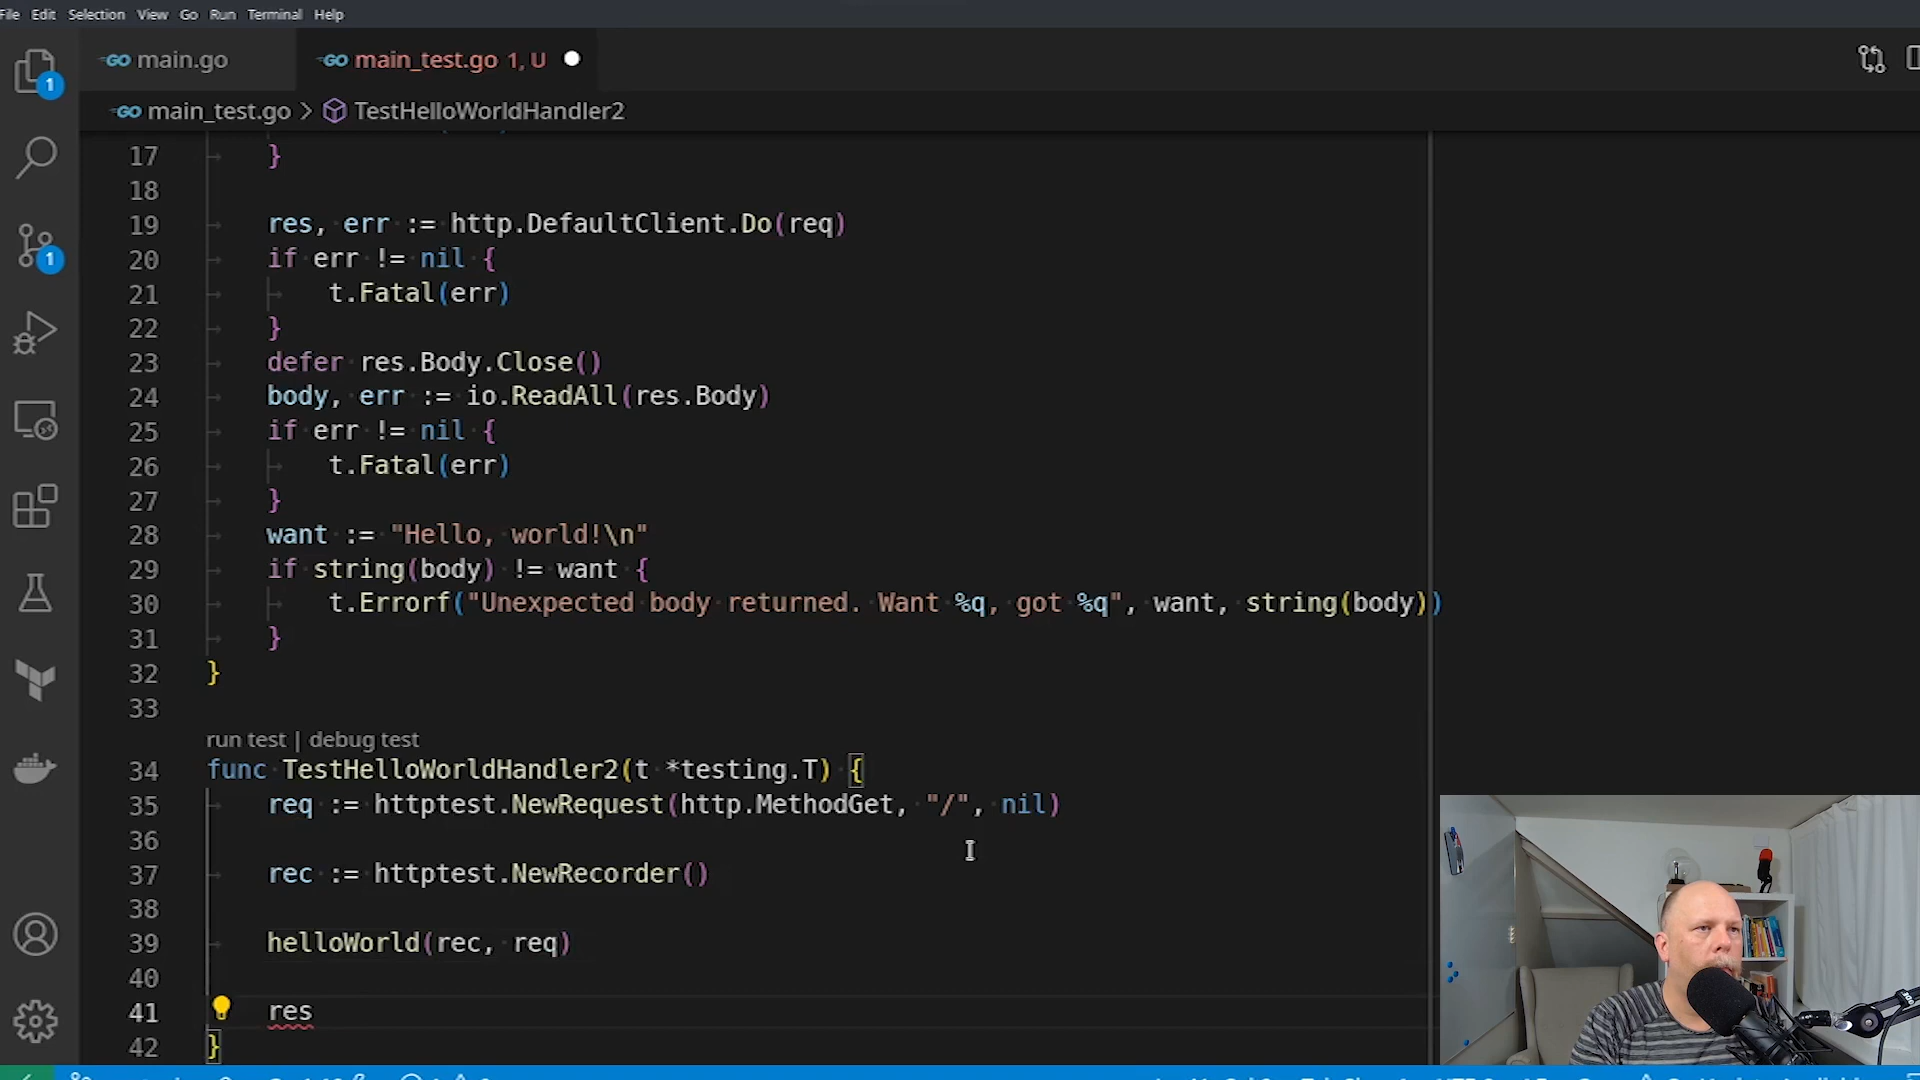 File Edit Selection View Go Run Terminal Help
main.go
main_test.go 1, U
main_test.go > TestHelloWorldHandler2
1
1
17 }
18
19 res, err := http.DefaultClient.Do(req)
20 if err != nil {
21 t.Fatal(err)
22 }
23 defer res.Body.Close()
24 body, err := io.ReadAll(res.Body)
25 if err != nil {
26 t.Fatal(err)
27 }
28 want := "Hello, world!\n"
29 if string(body) != want {
30 t.Errorf("Unexpected body returned. Want %q, got %q", want, string(body))
31 }
32 }
33
run test | debug test
34 func TestHelloWorldHandler2(t *testing.T) {
35 req := httptest.NewRequest(http.MethodGet, "/", nil)
36
37 rec := httptest.NewRecorder()
38
39 helloWorld(rec, req)
40
41 res
42 }